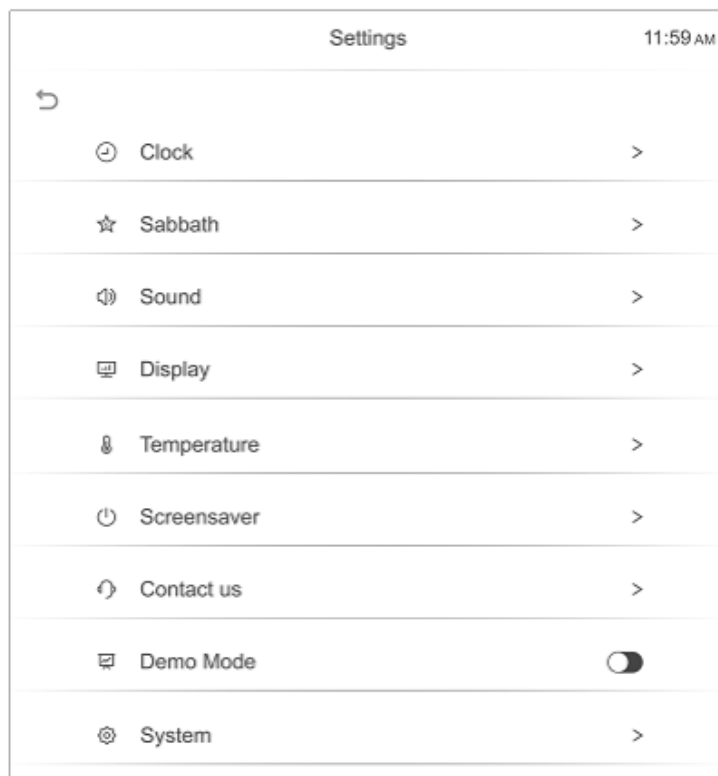 Settings 11:59 AM
Clock >
Sabbath >
Sound >
Display >
Temperature >
Screensaver >
Contact us >
Demo Mode
System >